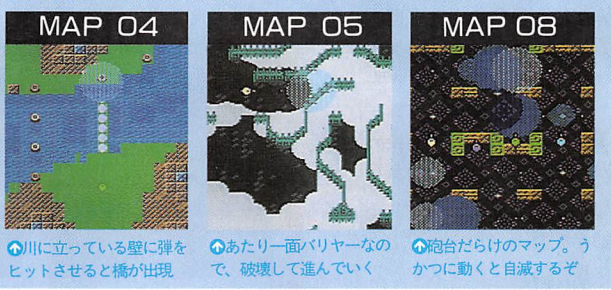 MAP 04
MAP 05
MAP 08
川に立っている壁に弾を
ヒットさせると橋が出現
あたり一面バリヤーなの
で、破壊して進んでいく
砲台だらけのマップ。う
かつに動くと自滅するぞ